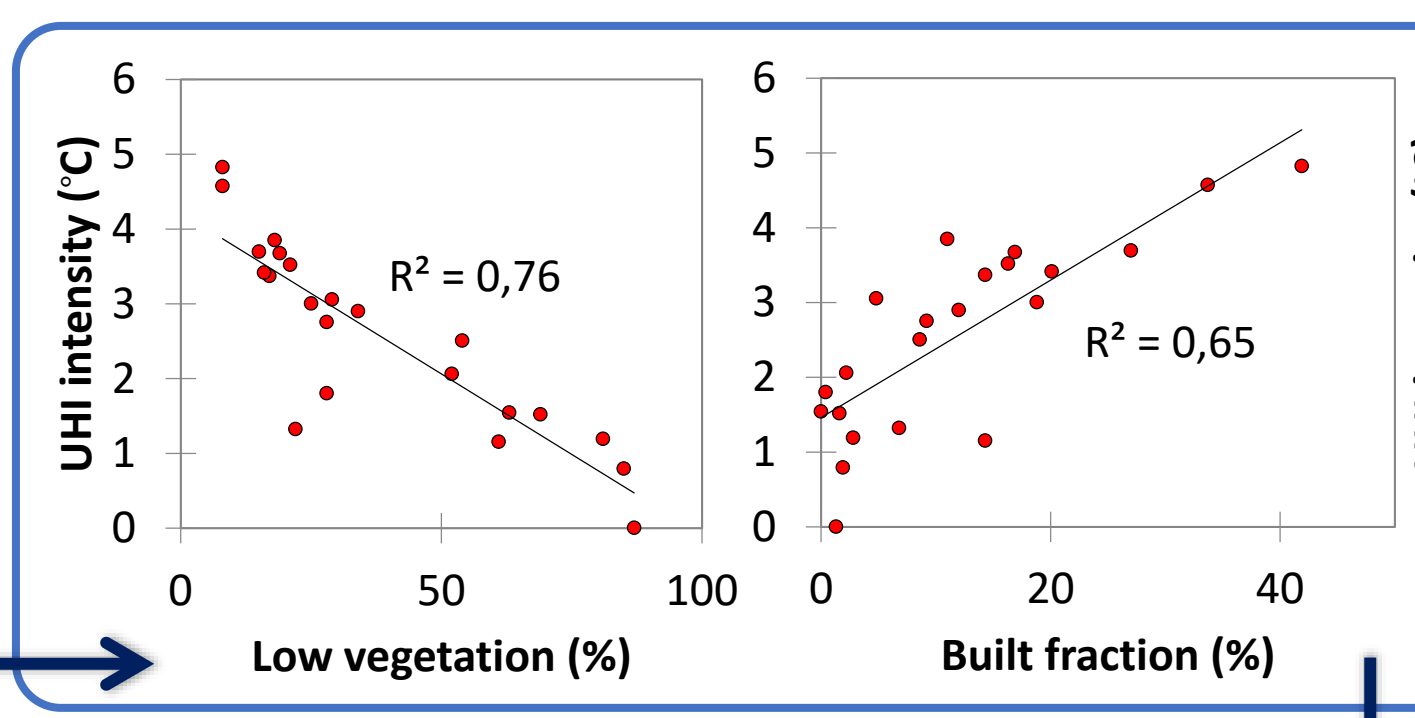 UHI intensity (°C)
6
5
4
3
2
1
0
R² = 0,76
0 50 100
Low vegetation (%)
6
5
4
3
2
1
0
R² = 0,65
0 20 40
Built fraction (%)